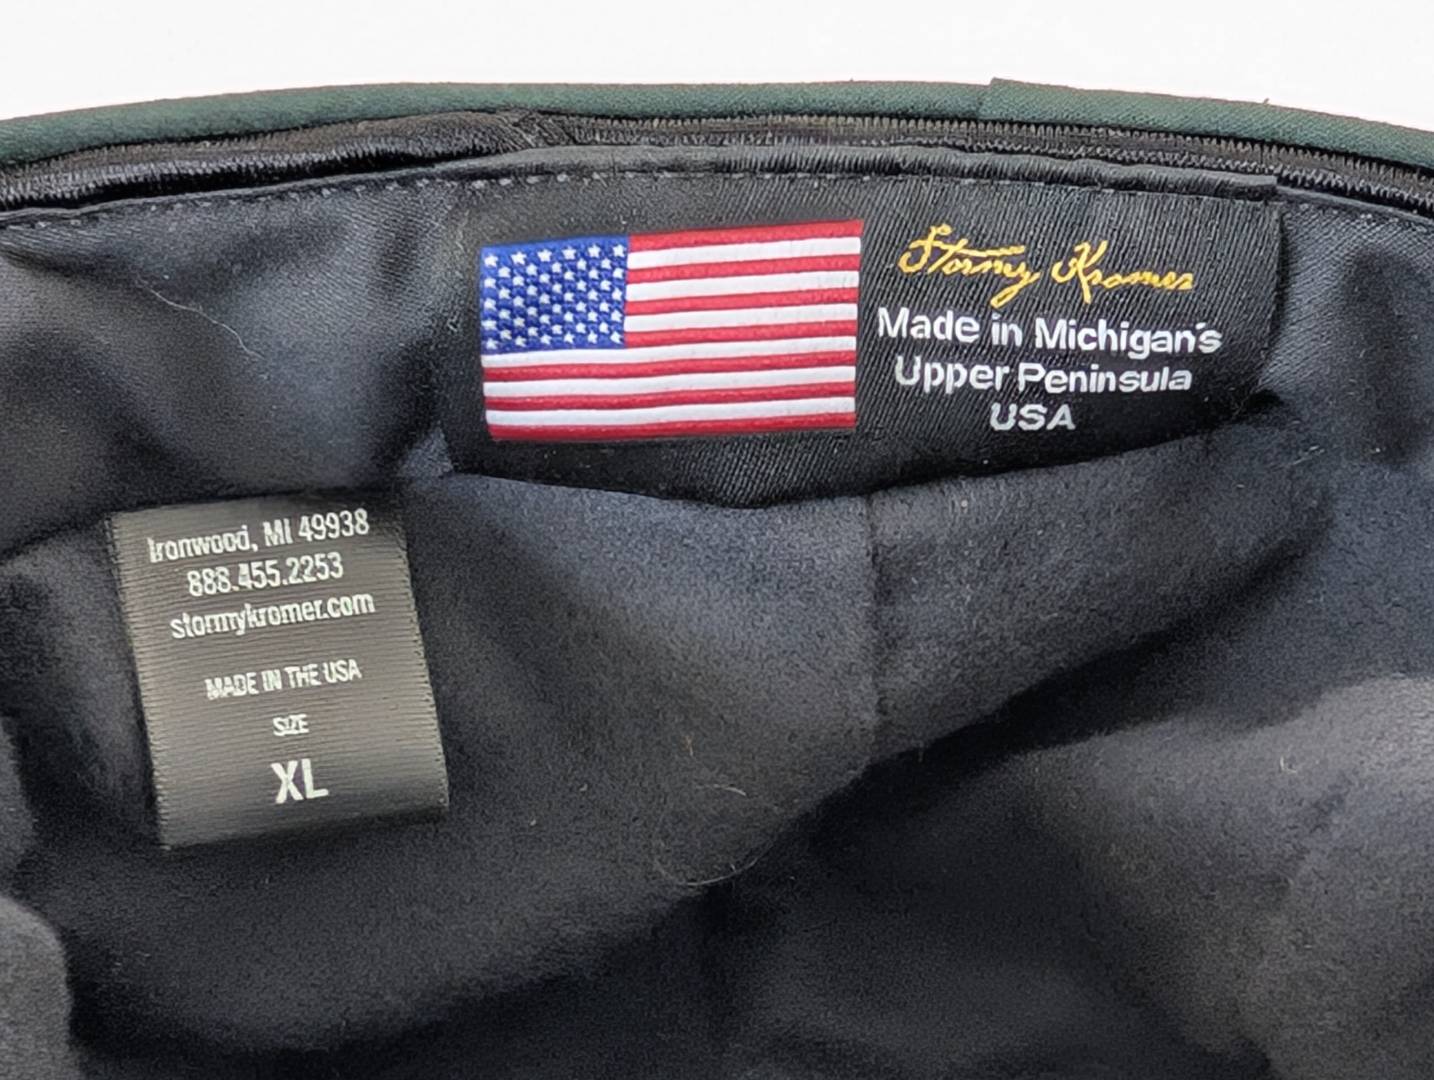 Stormy Kromer
Made in Michigan's
Upper Peninsula
USA
Ironwood, MI 49938
888.455.2253
stormykromer.com
MADE IN THE USA
SIZE
XL